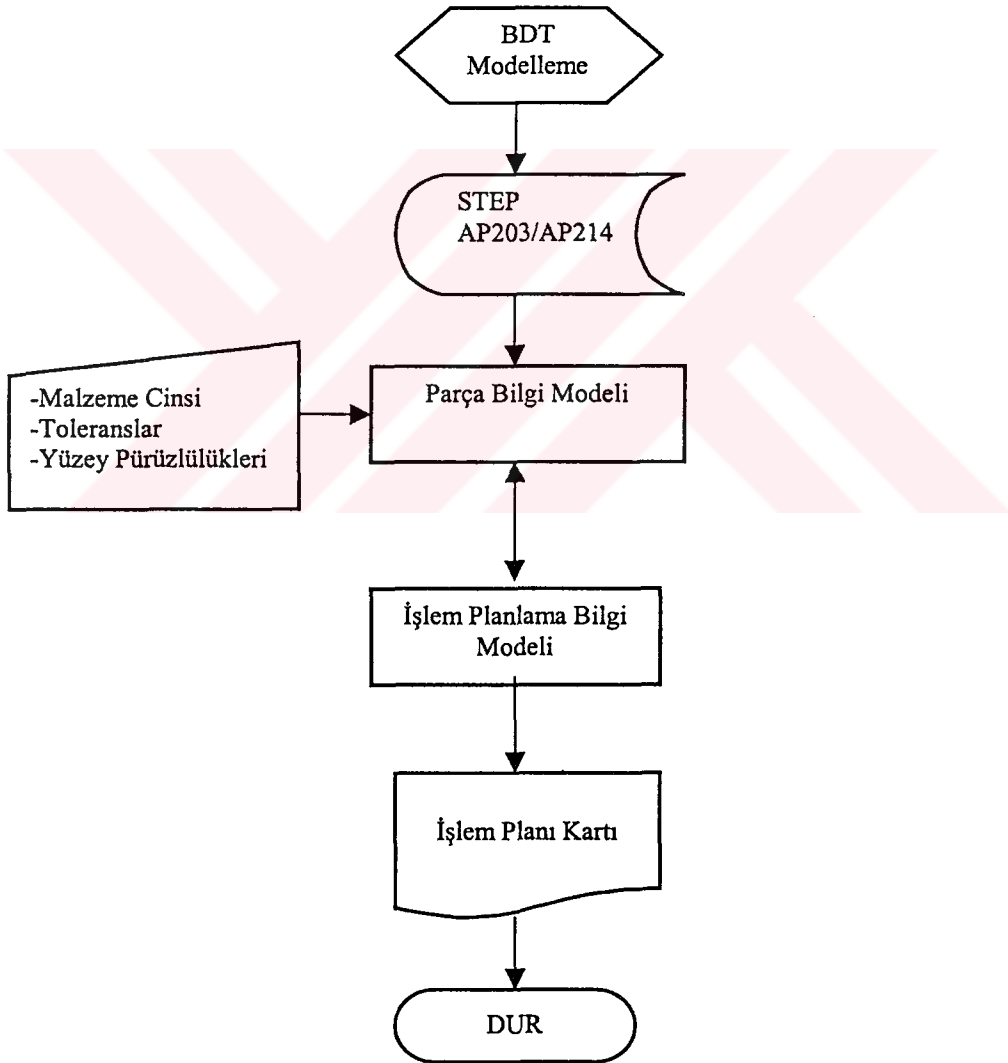 BDT
Modelleme
STEP
AP203/AP214
-Malzeme Cinsi
-Toleranslar
-Yüzey Pürüzlülükleri
Parça Bilgi Modeli
İşlem Planlama Bilgi
Modeli
İşlem Planı Kartı
DUR